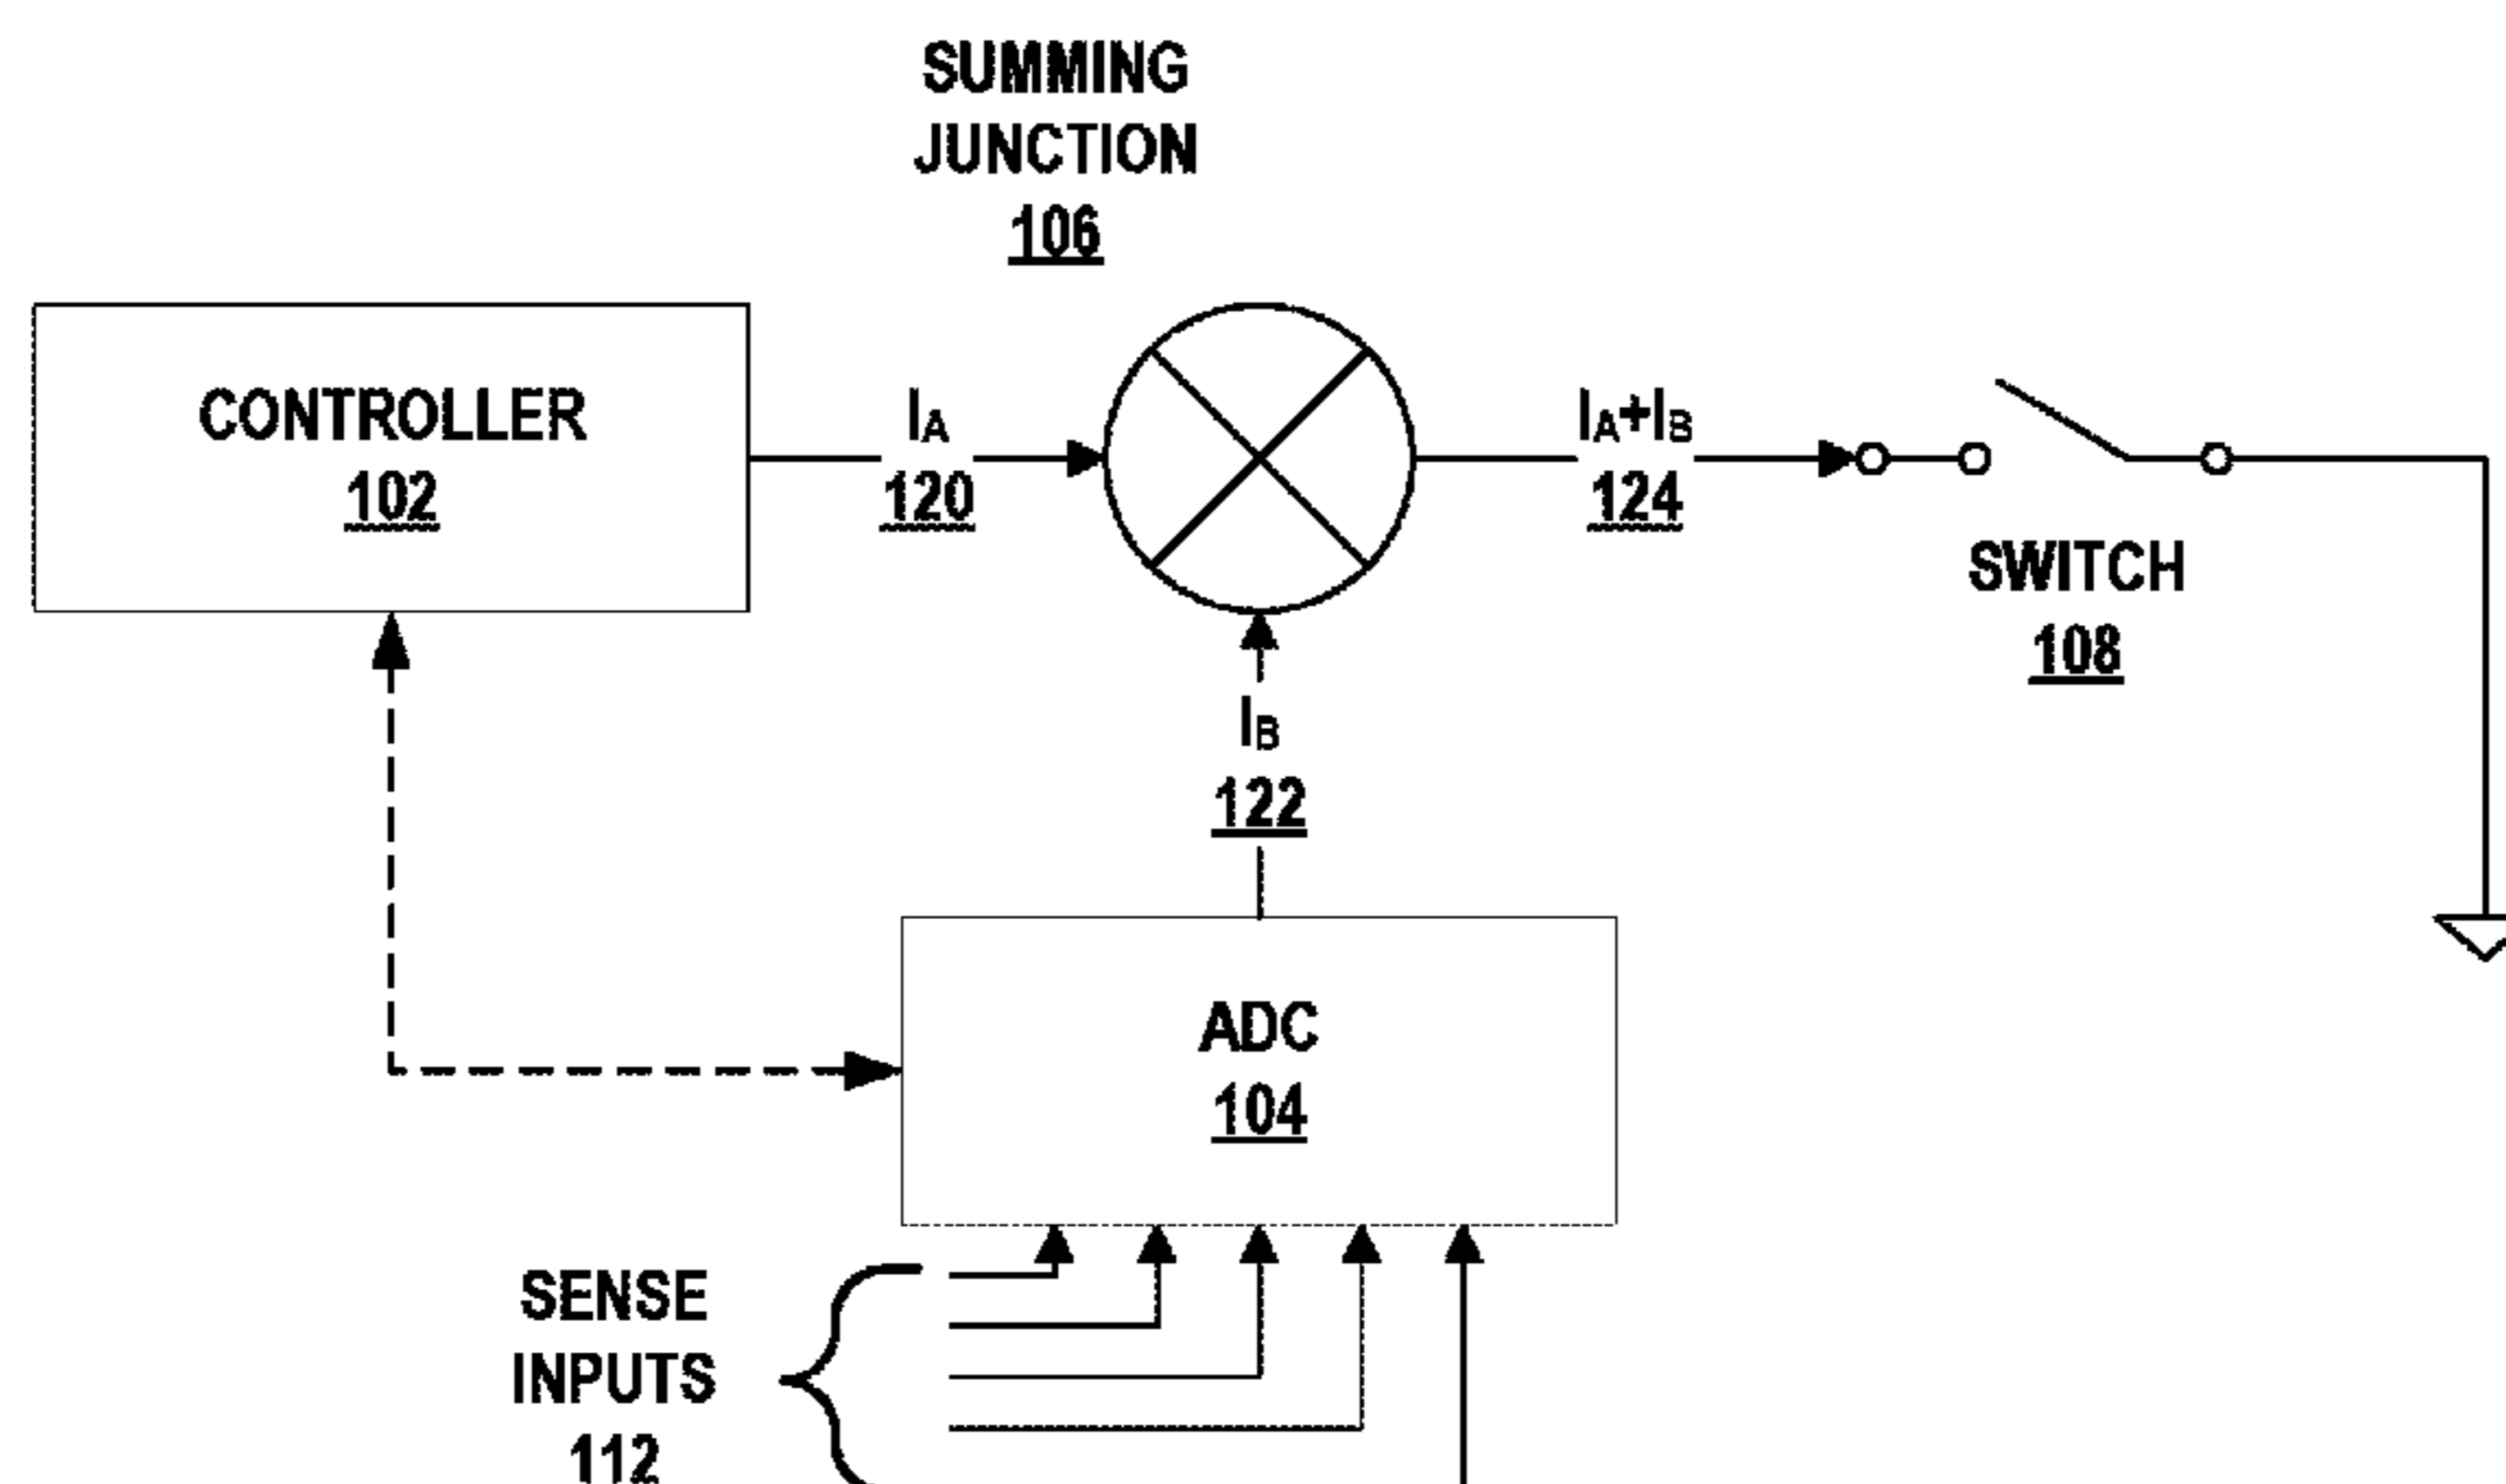 SUMMING
JUNCTION
106
CONTROLLER
102
IA
120
IA+IB
124
SWITCH
108
IB
122
ADC
104
SENSE
INPUTS
112